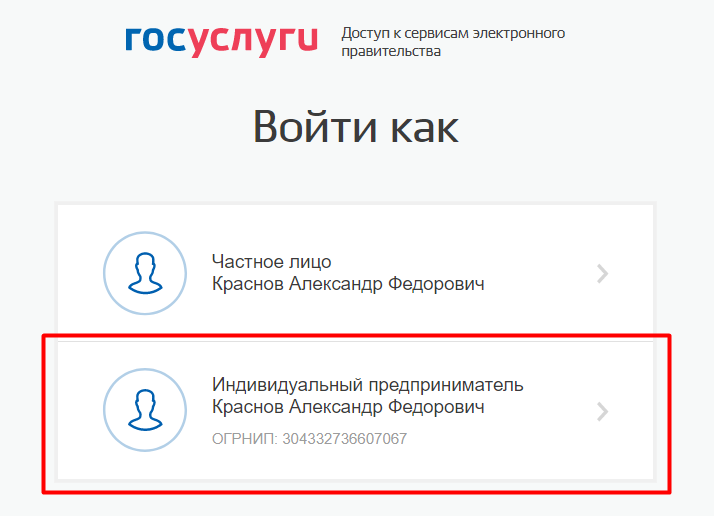 госуслуги
Доступ к сервисам электронного
правительства
Войти как
Частное лицо
Краснов Александр Федорович
Индивидуальный предприниматель
Краснов Александр Федорович
ОГРНИП: 304332736607067